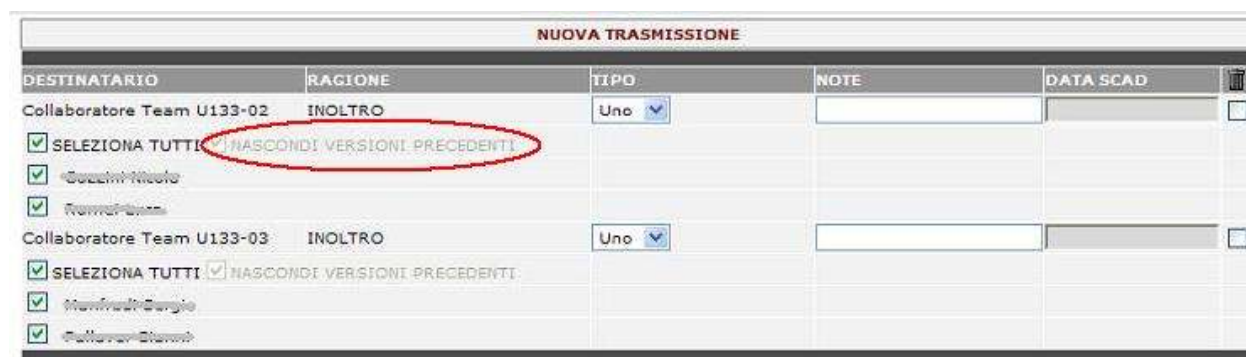 NUOVA TRASMISSIONE
DESTINATARIO RAGIONE TIPO NOTE DATA SCAD
Collaboratore Team U133-02 INOLTRO Uno
SELEZIONA TUTTI NASCONDI VERSIONI PRECEDENTI
Collaboratore Team U133-03 INOLTRO Uno
SELEZIONA TUTTI NASCONDI VERSIONI PRECEDENTI